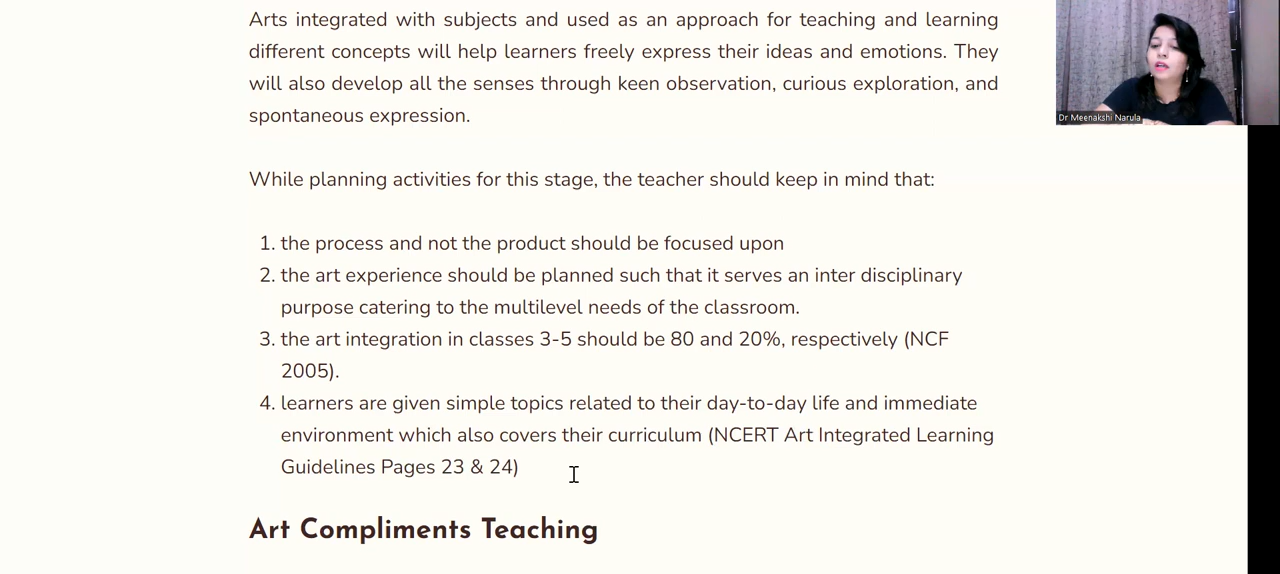 Arts integrated with subjects and used as an approach for teaching and learning
different concepts will help learners freely express their ideas and emotions. They
will also develop all the senses through keen observation, curious exploration, and
spontaneous expression.
Dr Meenakshi Narula
While planning activities for this stage, the teacher should keep in mind that:
1. the process and not the product should be focused upon
2. the art experience should be planned such that it serves an inter disciplinary
purpose catering to the multilevel needs of the classroom.
3. the art integration in classes 3-5 should be 80 and 20%, respectively (NCF
2005).
4. learners are given simple topics related to their day-to-day life and immediate
environment which also covers their curriculum (NCERT Art Integrated Learning
Guidelines Pages 23 & 24)
Art Compliments Teaching